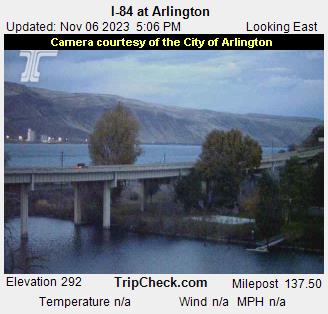 I-84 at Arlington
Updated: Nov 06 2023 5:06 PM Looking East
Camera courtesy of the City of Arlington
Elevation 292 TripCheck.com Milepost 137.50
Temperature n/a Wind n/a MPH n/a